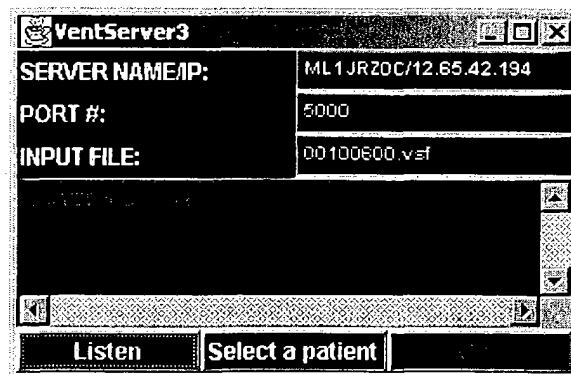 VentServer3
SERVER NAME/IP:
ML1JRZ0C/12.65.42.194
PORT #:
5000
INPUT FILE:
00100600.vsf
Listen
Select a patient